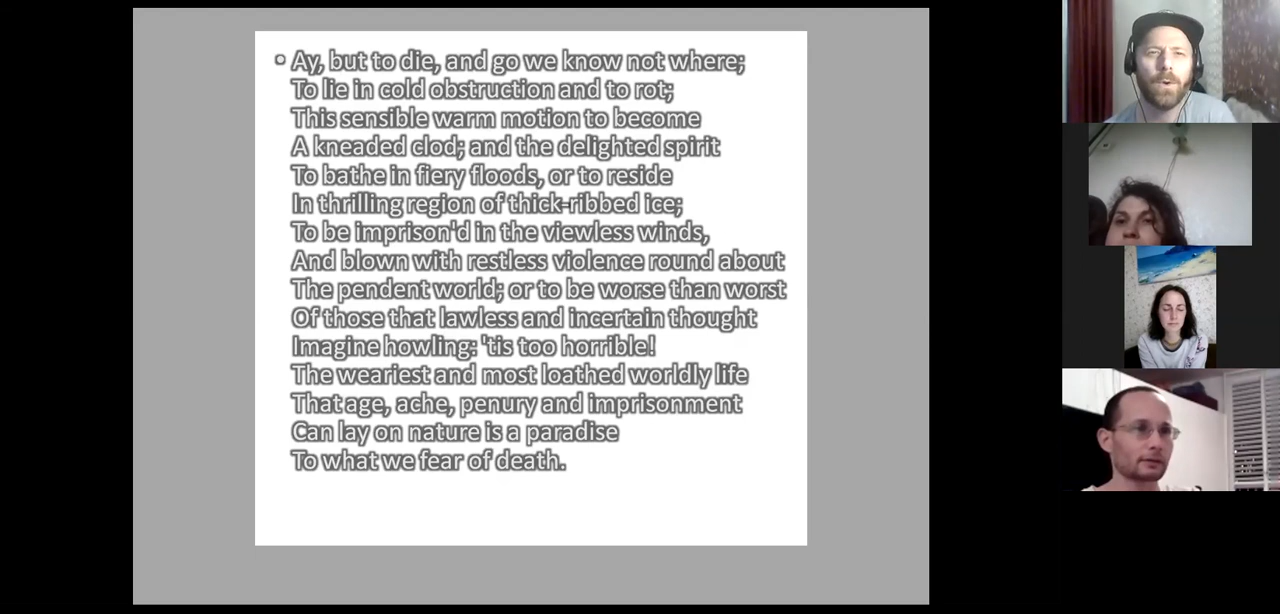 • Ay, but to die, and go we know not where;
To lie in cold obstruction and to rot;
This sensible warm motion to become
A kneaded clod; and the delighted spirit
To bathe in fiery floods, or to reside
In thrilling region of thick-ribbed ice;
To be imprison'd in the viewless winds,
And blown with restless violence round about
The pendent world; or to be worse than worst
Of those that lawless and incertain thought
Imagine howling: 'tis too horrible!
The weariest and most loathed worldly life
That age, ache, penury and imprisonment
Can lay on nature is a paradise
To what we fear of death.